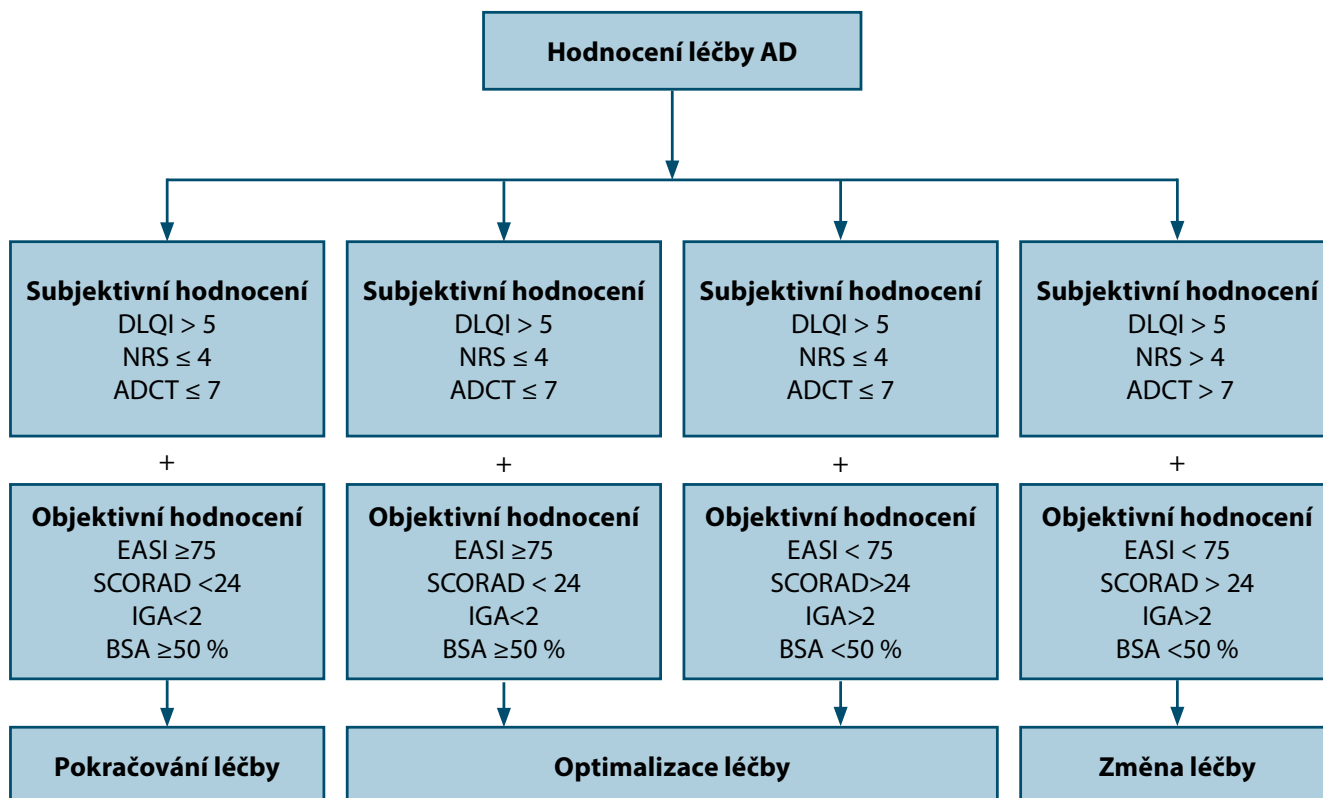 Hodnocení léčby AD
Subjektivní hodnocení
DLQI > 5
NRS ≤ 4
ADCT ≤ 7
Subjektivní hodnocení
DLQI > 5
NRS ≤ 4
ADCT ≤ 7
Subjektivní hodnocení
DLQI > 5
NRS ≤ 4
ADCT ≤ 7
Subjektivní hodnocení
DLQI > 5
NRS > 4
ADCT > 7
+
+
+
+
Objektivní hodnocení
EASI ≥75
SCORAD <24
IGA<2
BSA ≥50 %
Objektivní hodnocení
EASI ≥75
SCORAD < 24
IGA<2
BSA ≥50 %
Objektivní hodnocení
EASI < 75
SCORAD>24
IGA>2
BSA <50 %
Objektivní hodnocení
EASI < 75
SCORAD > 24
IGA>2
BSA <50 %
Pokračování léčby
Optimalizace léčby
Změna léčby